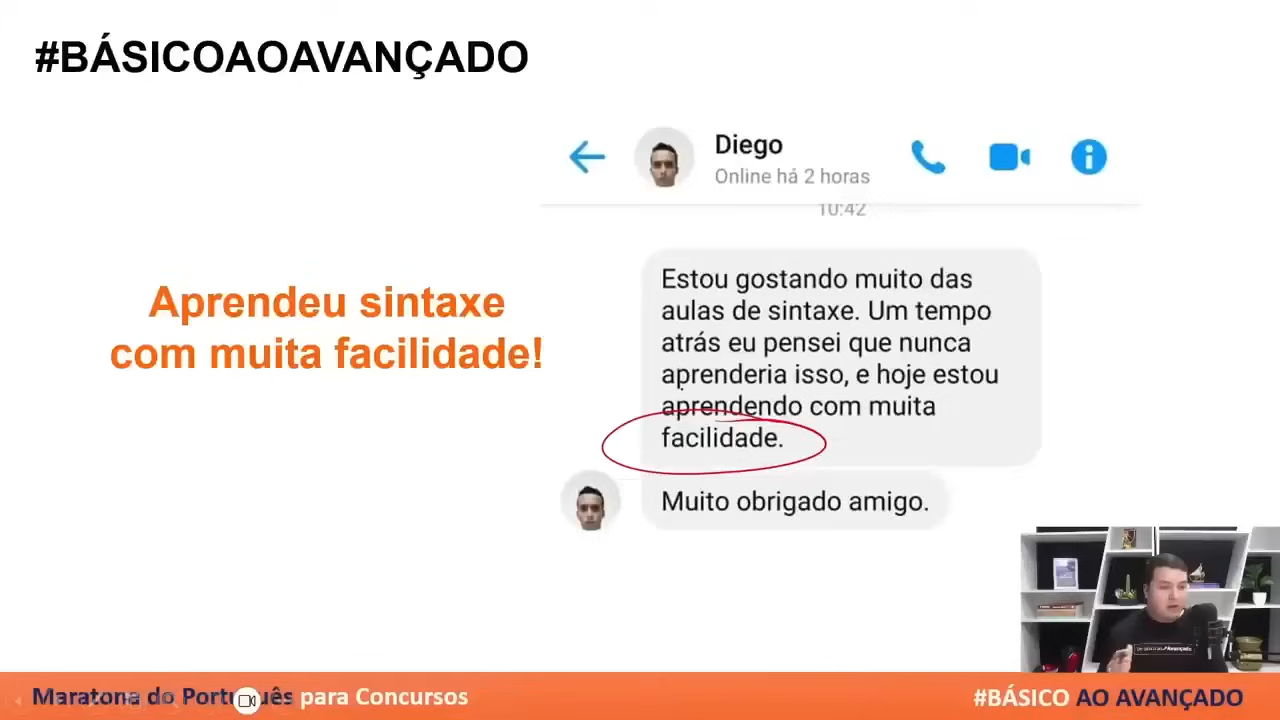 #BÁSICOAOAVANÇADO
Diego
Online há 2 horas
10:42
Estou gostando muito das
aulas de sintaxe. Um tempo
atrás eu pensei que nunca
aprenderia isso, e hoje estou
aprendendo com muita
facilidade.
Muito obrigado amigo.
Aprendeu sintaxe
com muita facilidade!
Maratona do Português para Concursos
#BÁSICO AO AVANÇADO